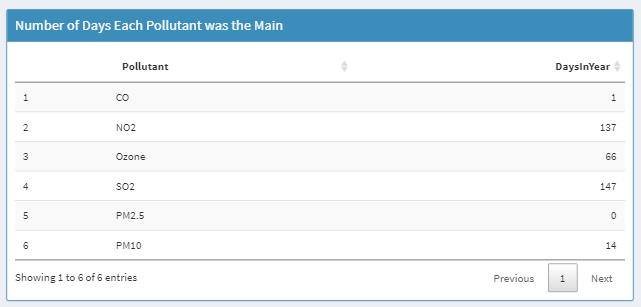 Number of Days Each Pollutant was the Main
Pollutant DaysInYear
1 CO 1
2 NO2 137
3 Ozone 66
4 SO2 147
5 PM2.5 0
6 PM10 14
Showing 1 to 6 of 6 entries Previous 1 Next